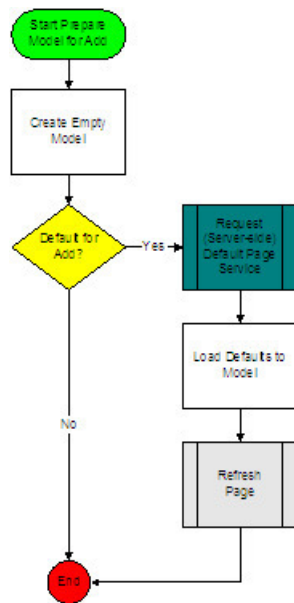 Start Prepare
Model for Add
Create Empty
Model
Default for
Add?
Yes
Request
(Server-side)
Default Page
Service
Load Defaults to
Model
No
Refresh
Page
End